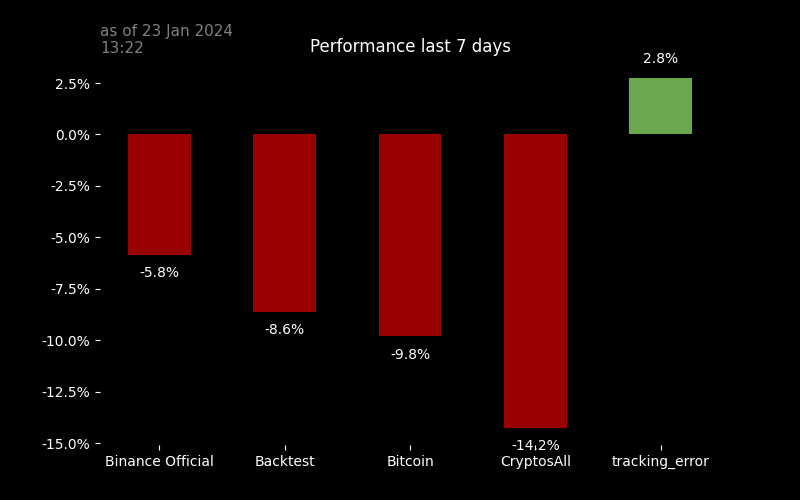 as of 23 Jan 2024
13:22
Performance last 7 days
2.8%
2.5%
0.0%
-2.5%
-5.0%
-7.5%
-10.0%
-12.5%
-15.0%
-5.8%
-8.6%
-9.8%
-14.2%
Binance Official
Backtest
Bitcoin
CryptosAll
tracking_error